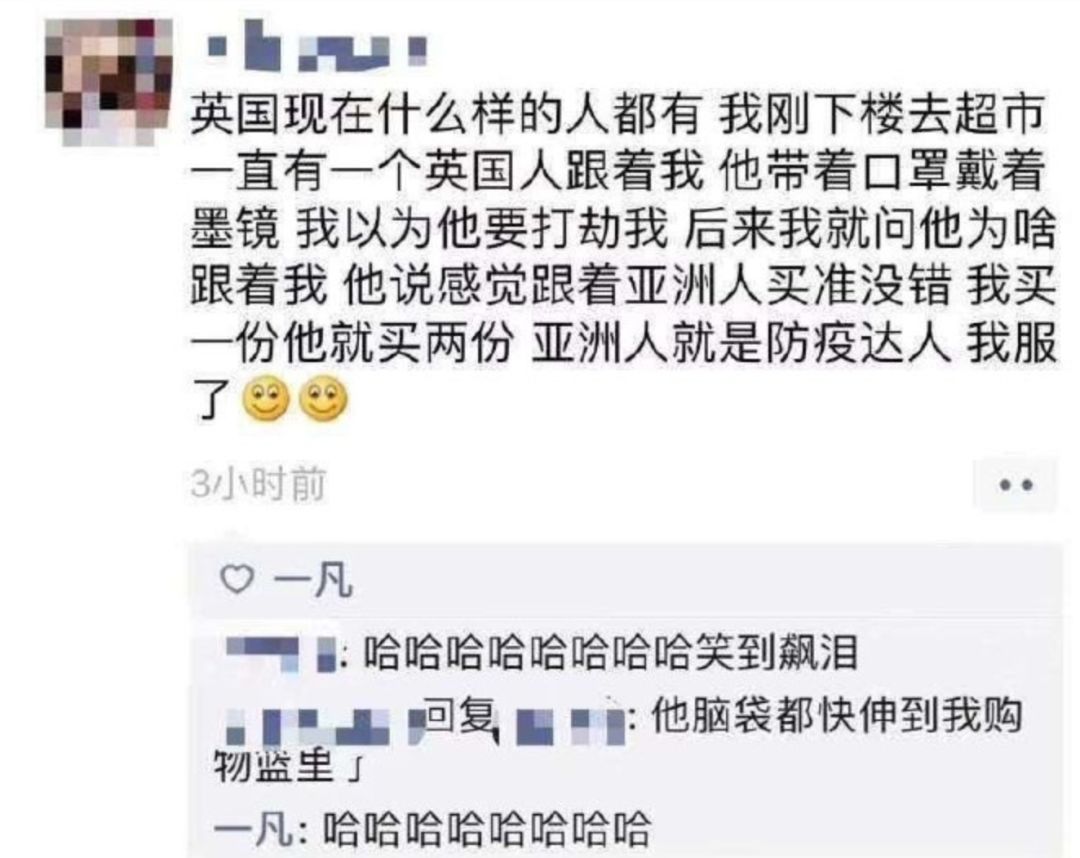 英国现在什么样的人都有 我刚下楼去超市
一直有一个英国人跟着我 他带着口罩戴着
墨镜 我以为他要打劫我 后来我就问他为啥
跟着我 他说感觉跟着亚洲人买准没错 我买
一份他就买两份 亚洲人就是防疫达人 我服
了
3小时前
一凡
: 哈哈哈哈哈哈哈哈笑到飙泪
回复 : 他脑袋都快伸到我购
物篮里了
一凡: 哈哈哈哈哈哈哈哈